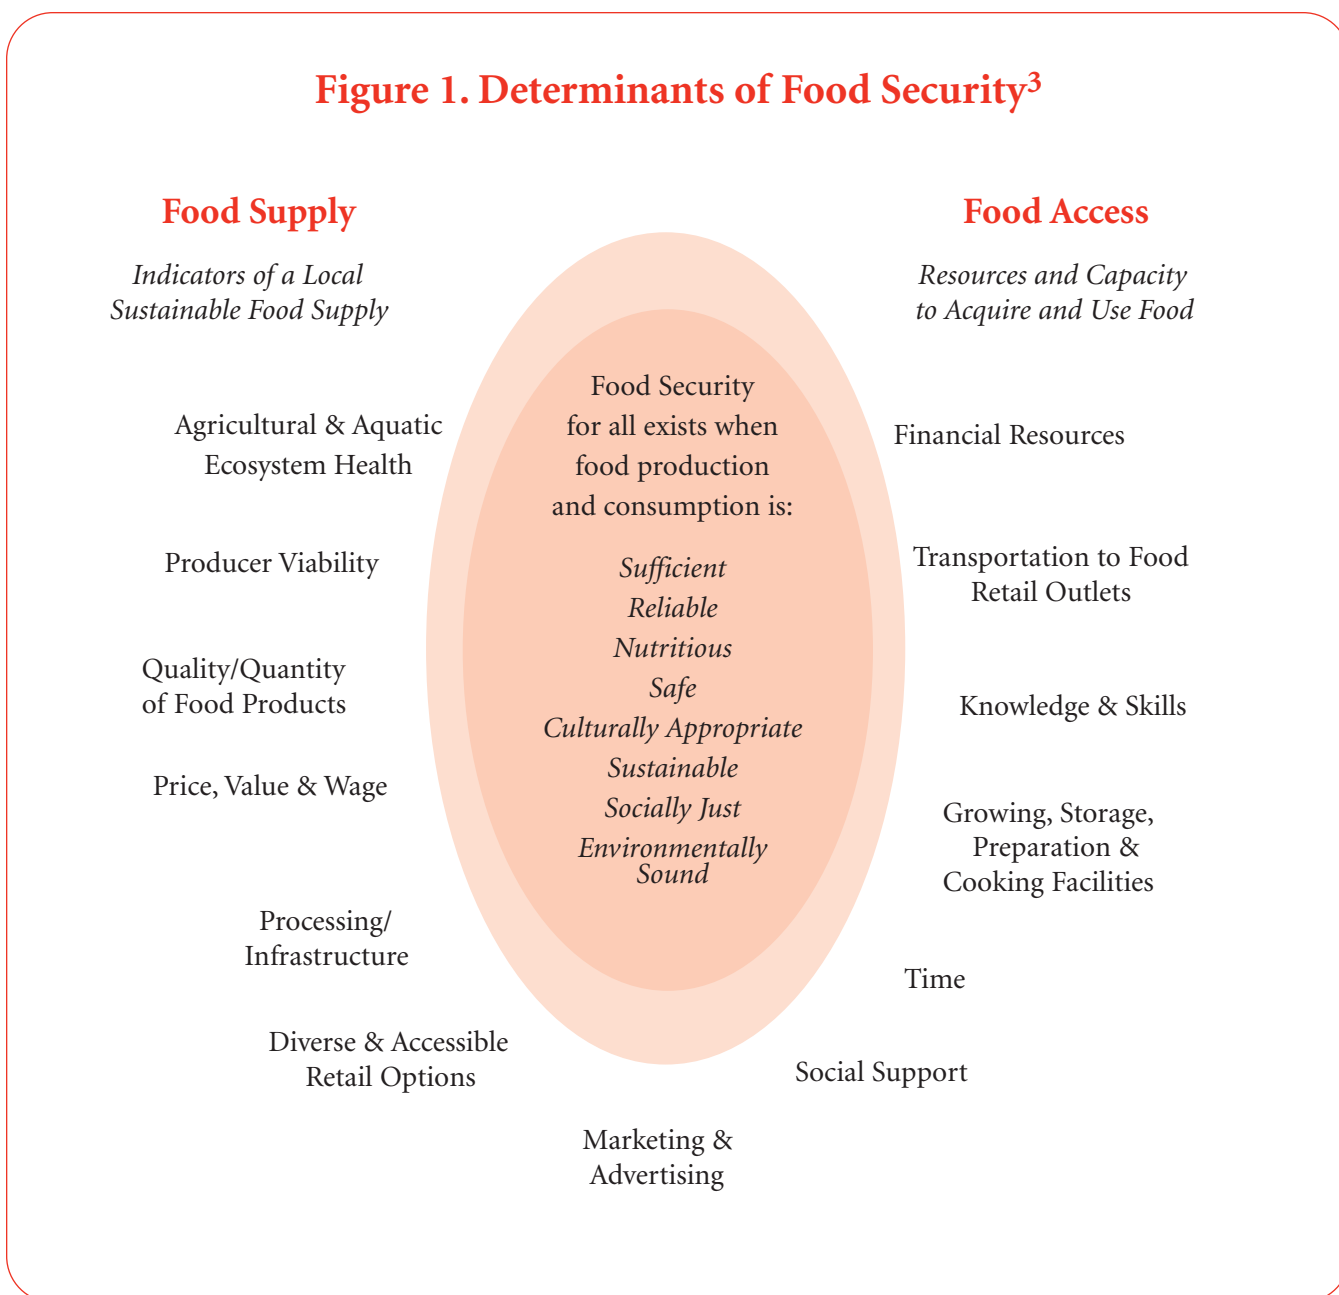 Figure 1. Determinants of Food Security³
Food Supply
Indicators of a Local
Sustainable Food Supply
Agricultural & Aquatic
Ecosystem Health
Producer Viability
Quality/Quantity
of Food Products
Price, Value & Wage
Processing/
Infrastructure
Diverse & Accessible
Retail Options
Marketing &
Advertising
Food Security
for all exists when
food production
and consumption is:
Sufficient
Reliable
Nutritious
Safe
Culturally Appropriate
Sustainable
Socially Just
Environmentally
Sound
Food Access
Resources and Capacity
to Acquire and Use Food
Financial Resources
Transportation to Food
Retail Outlets
Knowledge & Skills
Growing, Storage,
Preparation &
Cooking Facilities
Time
Social Support